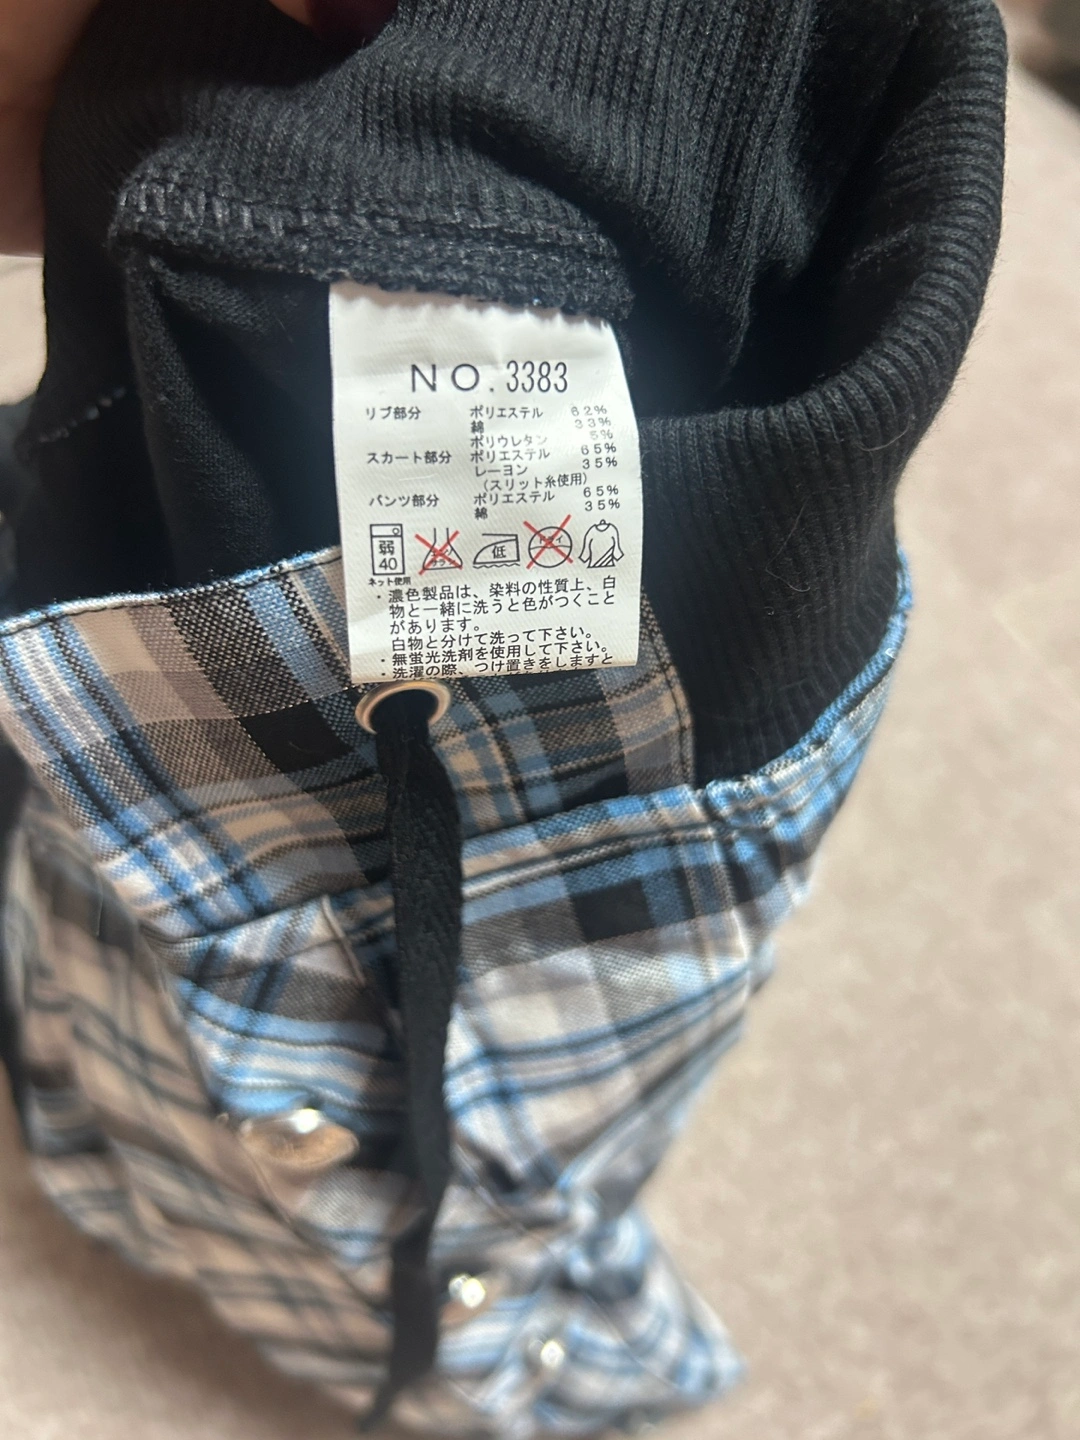 NO.3383
リブ部分 ポリエステル 62%
綿 33%
ポリウレタン 5%
スカート部分 ポリエステル 65%
レーヨン 35%
(スリット糸使用)
パンツ部分 ポリエステル 65%
綿 35%
弱
40
低
ドライ
ネット使用
・濃色製品は、染料の性質上、白
物と一緒に洗うと色がつくこと
があります。
白物と分けて洗って下さい。
・無蛍光洗剤を使用して下さい。
・洗濯の際、つけ置きをしますと